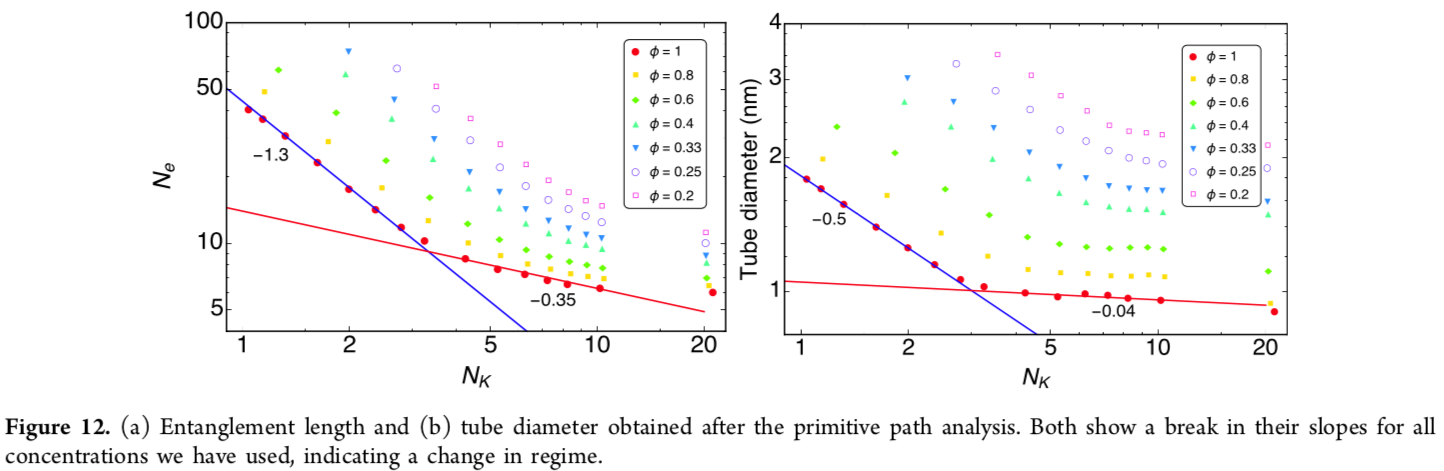 100
50
10
5
Ne
−1.3
−0.35
ϕ = 1
ϕ = 0.8
ϕ = 0.6
ϕ = 0.4
ϕ = 0.33
ϕ = 0.25
ϕ = 0.2
1 2 5 10 20
NK
4
3
2
1
Tube diameter (nm)
−0.5
−0.04
ϕ = 1
ϕ = 0.8
ϕ = 0.6
ϕ = 0.4
ϕ = 0.33
ϕ = 0.25
ϕ = 0.2
1 2 5 10 20
NK
Figure 12. (a) Entanglement length and (b) tube diameter obtained after the primitive path analysis. Both show a break in their slopes for all
concentrations we have used, indicating a change in regime.